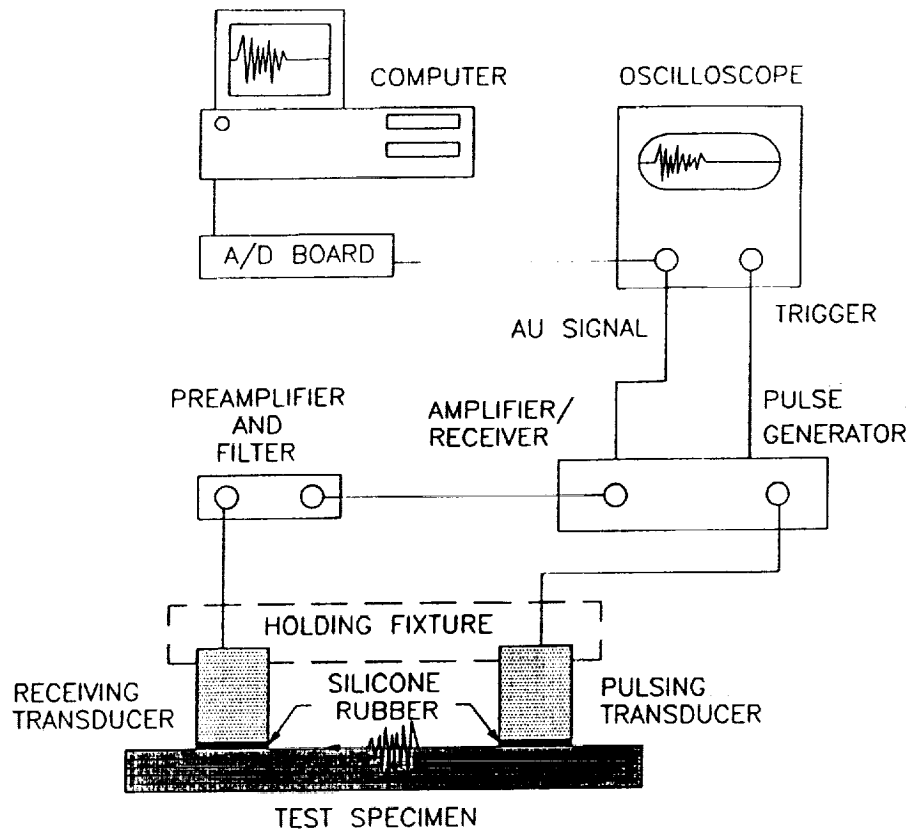 COMPUTER
OSCILLOSCOPE
A/D BOARD
AU SIGNAL
TRIGGER
PREAMPLIFIER
AND
FILTER
AMPLIFIER/
RECEIVER
PULSE
GENERATOR
HOLDING FIXTURE
RECEIVING
TRANSDUCER
SILICONE
RUBBER
PULSING
TRANSDUCER
TEST SPECIMEN